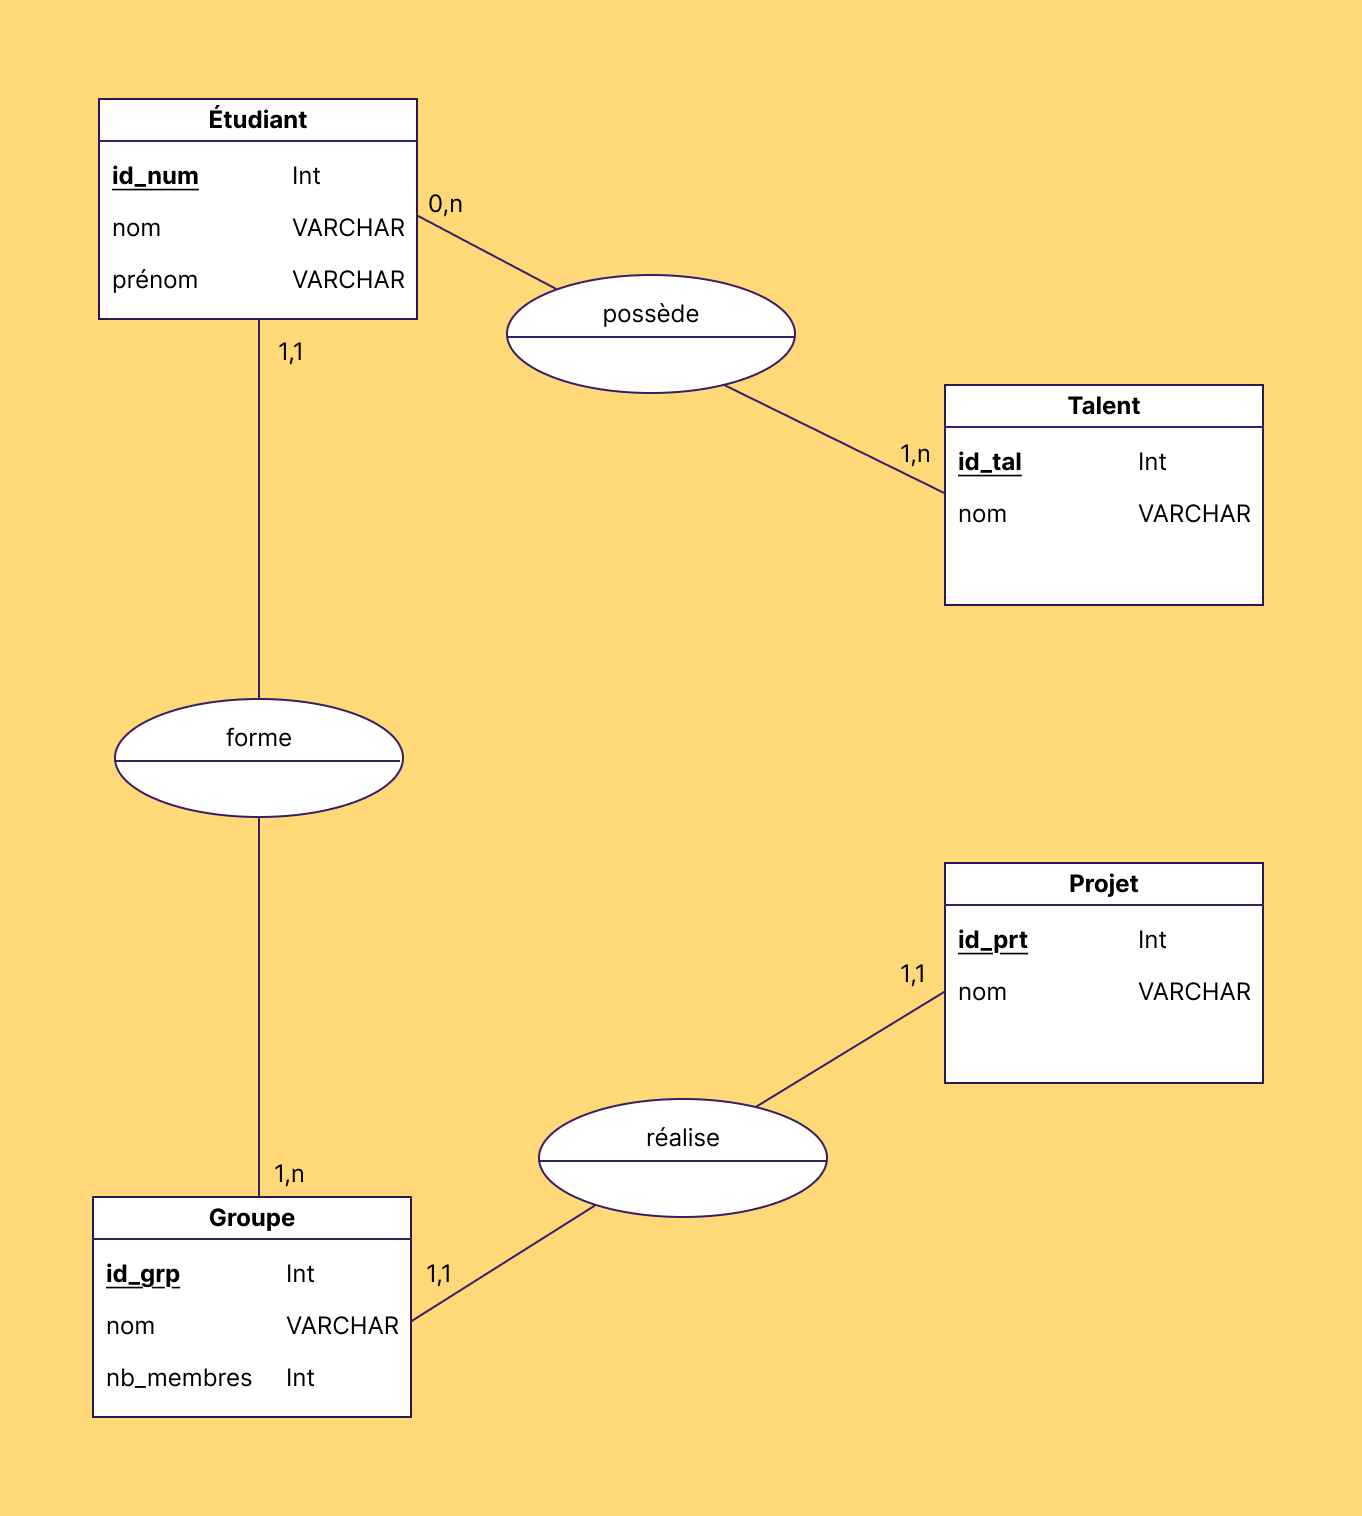 Étudiant
id_num Int
nom VARCHAR
prénom VARCHAR
0,n
possède
1,n
Talent
id_tal Int
nom VARCHAR
1,1
forme
1,n
Groupe
id_grp Int
nom VARCHAR
nb_membres Int
1,1
réalise
1,1
Projet
id_prt Int
nom VARCHAR